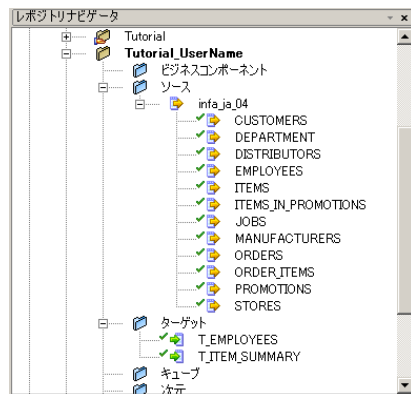 レポジトリナビゲータ
Tutorial
Tutorial_UserName
ビジネスコンポーネント
ソース
infa_ja_04
CUSTOMERS
DEPARTMENT
DISTRIBUTORS
EMPLOYEES
ITEMS
ITEMS_IN_PROMOTIONS
JOBS
MANUFACTURERS
ORDERS
ORDER_ITEMS
PROMOTIONS
STORES
ターゲット
T_EMPLOYEES
T_ITEM_SUMMARY
キューブ
次元